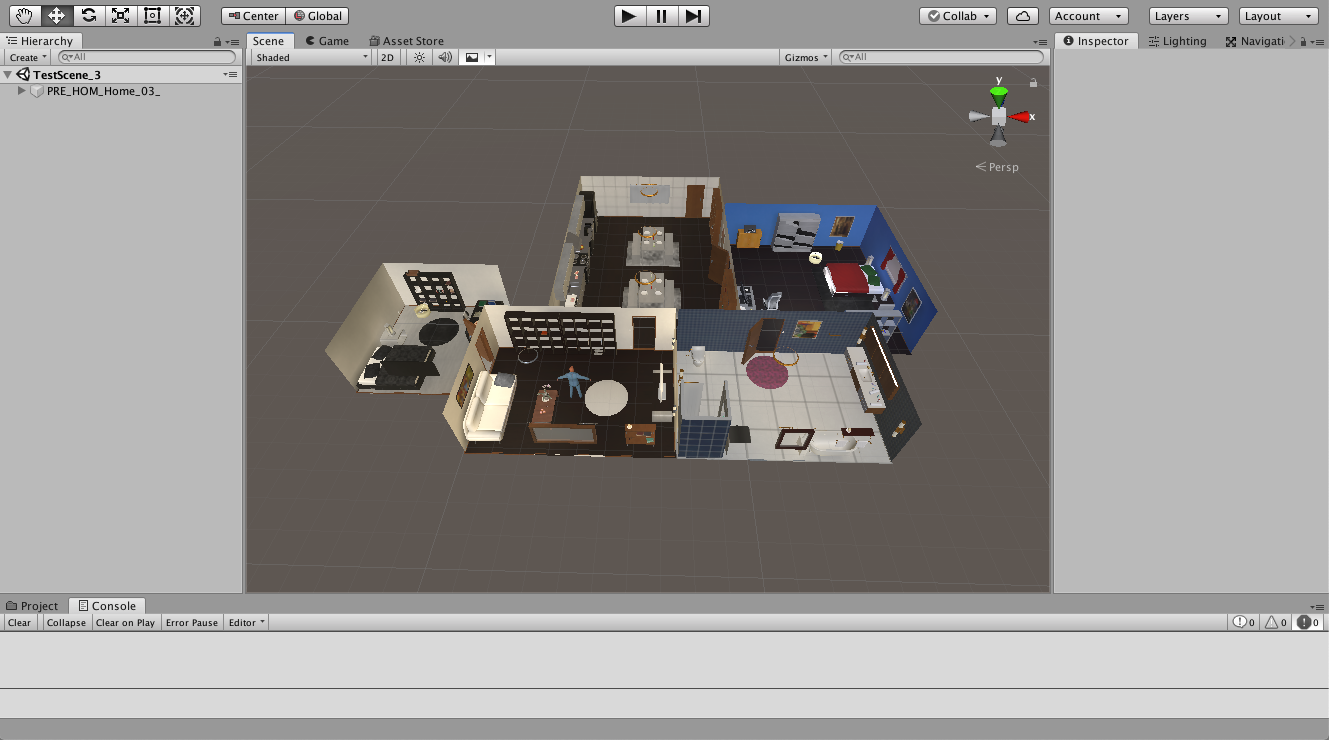 Center Global Collab Account Layers Layout
Hierarchy Scene Game Asset Store Inspector Lighting Navigati
Create All Shaded 2D Gizmos All
TestScene_3
PRE_HOM_Home_03_
y
x
Persp
Project Console
Clear Collapse Clear on Play Error Pause Editor 0 0 0